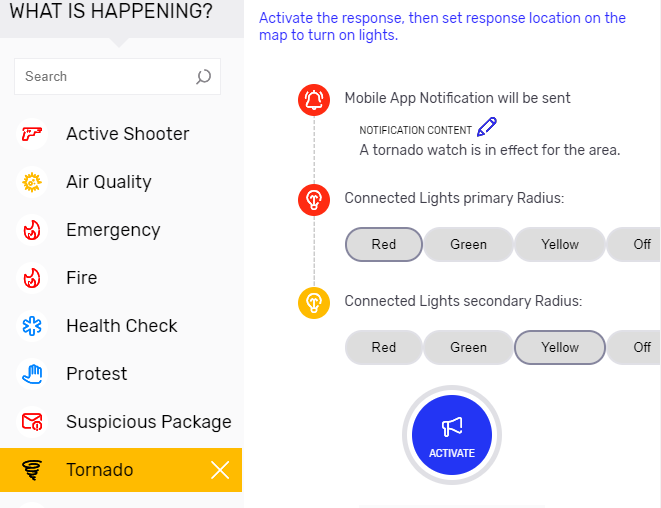 WHAT IS HAPPENING?
Search
Active Shooter
Air Quality
Emergency
Fire
Health Check
Protest
Suspicious Package
Tornado
Activate the response, then set response location on the
map to turn on lights.
Mobile App Notification will be sent
NOTIFICATION CONTENT
A tornado watch is in effect for the area.
Connected Lights primary Radius:
Red Green Yellow Off
Connected Lights secondary Radius:
Red Green Yellow Off
ACTIVATE